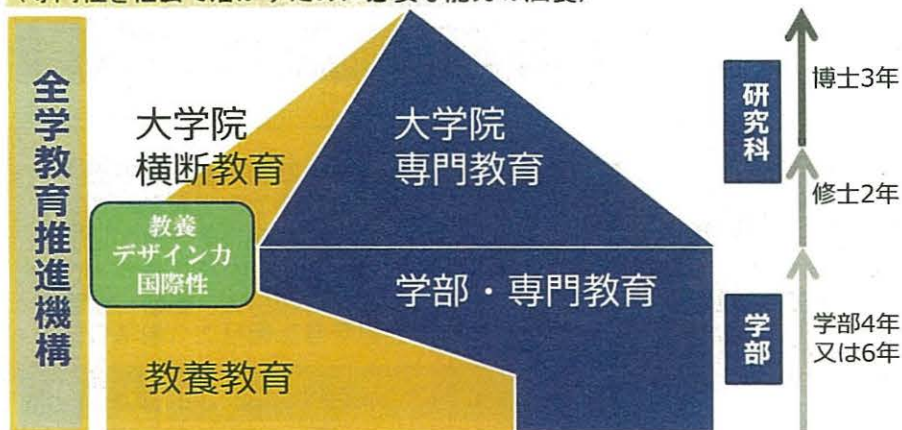 全学教育推進機構
大学院
横断教育
大学院
専門教育
教養
デザイン力
国際性
学部・専門教育
教養教育
研究科
学部
博士3年
修士2年
学部4年
又は6年